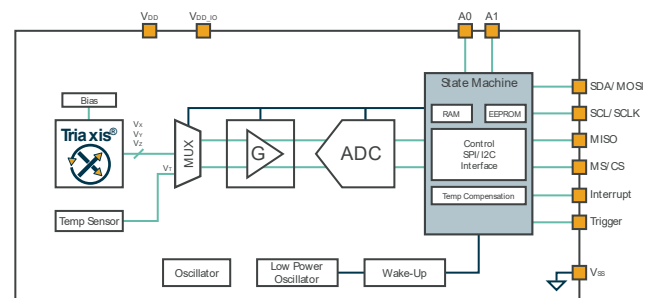 VDD
VDD_IO
A0
A1
State Machine
SDA/MOSI
Bias
RAM
EEPROM
SCL/SCLK
Triaxis®
VX
VY
VZ
MUX
G
ADC
Control
SPI/I2C
Interface
MISO
MS/CS
VT
Temp Compensation
Interrupt
Temp Sensor
Trigger
Oscillator
Low Power
Oscillator
Wake-Up
VSS